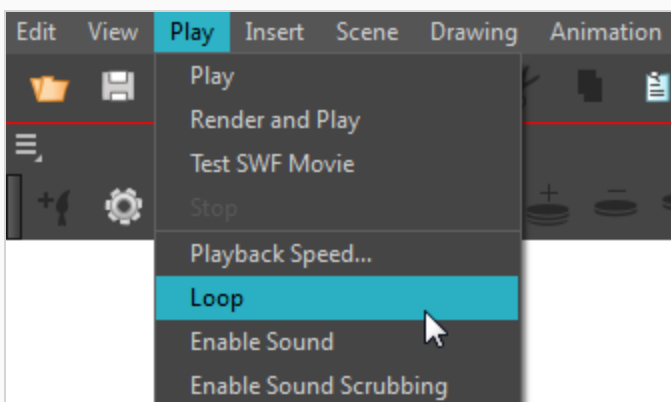 Edit View Play Insert Scene Drawing Animation
Play
Render and Play
Test SWF Movie
Stop
Playback Speed...
Loop
Enable Sound
Enable Sound Scrubbing